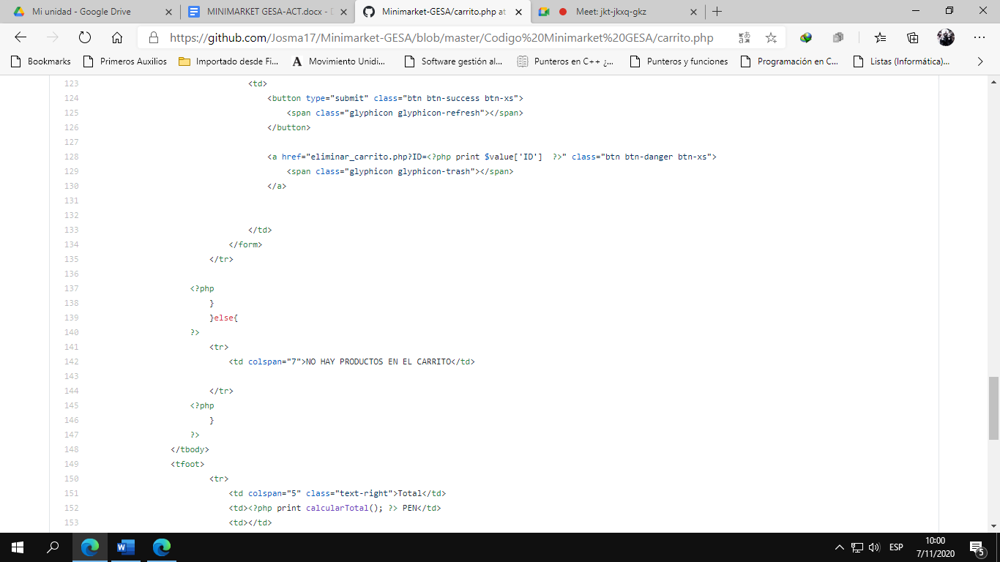 Mi unidad - Google Drive
MINIMARKET GESA-ACT.docx - D
Minimarket-GESA/carrito.php at
Meet: jkt-jkxq-gkz
https://github.com/Josma17/Minimarket-GESA/blob/master/Codigo%20Minimarket%20GESA/carrito.php
Bookmarks
Primeros Auxilios
Importado desde Fi...
Movimiento Unidi...
Software gestión al...
Punteros en C++ ¿...
Punteros y funciones
Programación en C...
Listas (Informática)...
123 <td>
124 <button type="submit" class="btn btn-success btn-xs">
125 <span class="glyphicon glyphicon-refresh"></span>
126 </button>
127
128 <a href="eliminar_carrito.php?ID=<?php print $value['ID']  ?>" class="btn btn-danger btn-xs">
129 <span class="glyphicon glyphicon-trash"></span>
130 </a>
131
132
133 </td>
134 </form>
135 </tr>
136
137 <?php
138 }
139 }else{
140 ?>
141 <tr>
142 <td colspan="7">NO HAY PRODUCTOS EN EL CARRITO</td>
143
144 </tr>
145 <?php
146 }
147 ?>
148 </tbody>
149 <tfoot>
150 <tr>
151 <td colspan="5" class="text-right">Total</td>
152 <td><?php print calcularTotal(); ?> PEN</td>
153 <td></td>
ESP
10:00
7/11/2020
5